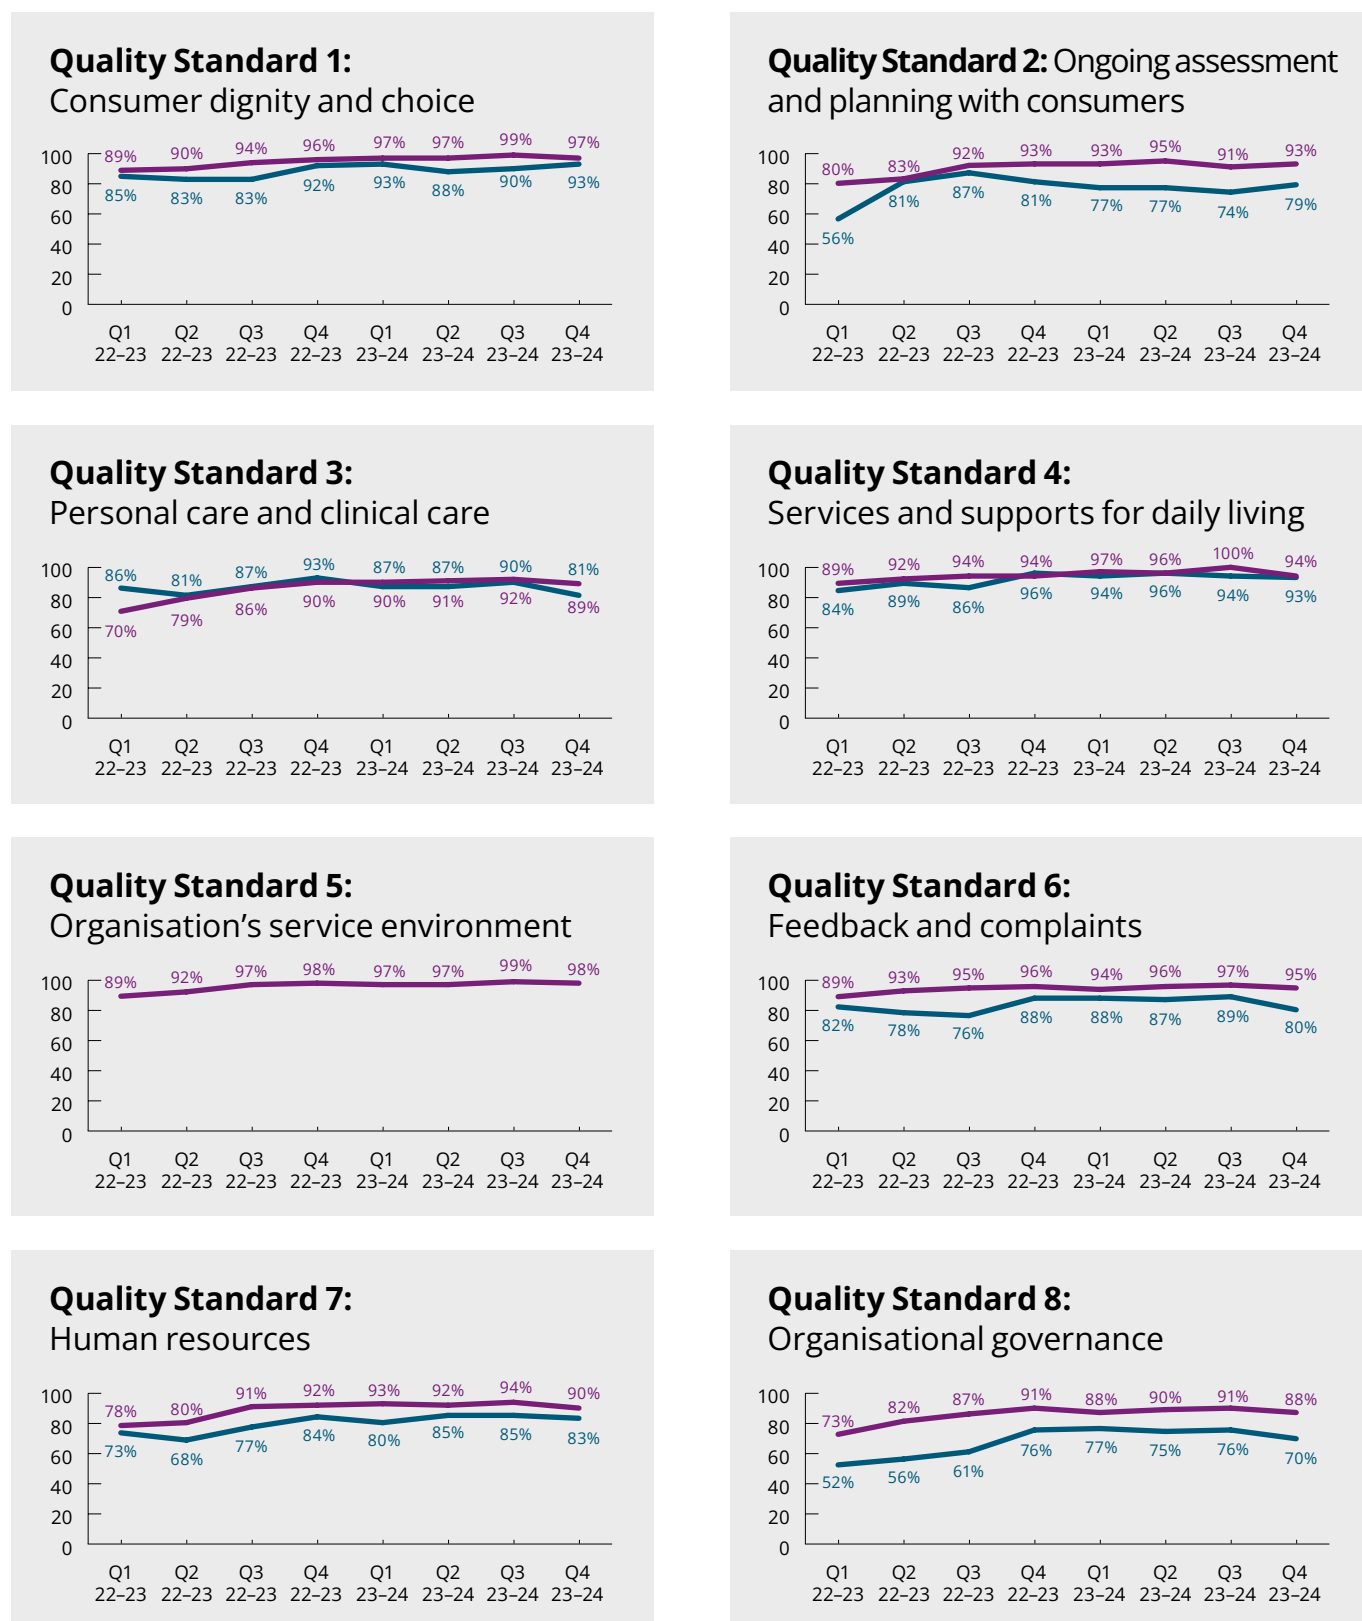 Quality Standard 1:
Consumer dignity and choice
89% 90% 94% 96% 97% 97% 99% 97%
85% 83% 83% 92% 93% 88% 90% 93%
100
80
60
40
20
0
Q1 Q2 Q3 Q4 Q1 Q2 Q3 Q4
22–23 22–23 22–23 22–23 23–24 23–24 23–24 23–24
Quality Standard 2: Ongoing assessment
and planning with consumers
80% 83% 92% 93% 93% 95% 91% 93%
56% 81% 87% 81% 77% 77% 74% 79%
100
80
60
40
20
0
Q1 Q2 Q3 Q4 Q1 Q2 Q3 Q4
22–23 22–23 22–23 22–23 23–24 23–24 23–24 23–24
Quality Standard 3:
Personal care and clinical care
86% 81% 87% 93% 87% 87% 90% 81%
70% 79% 86% 90% 90% 91% 92% 89%
100
80
60
40
20
0
Q1 Q2 Q3 Q4 Q1 Q2 Q3 Q4
22–23 22–23 22–23 22–23 23–24 23–24 23–24 23–24
Quality Standard 4:
Services and supports for daily living
89% 92% 94% 94% 97% 96% 100% 94%
84% 89% 86% 96% 94% 96% 94% 93%
100
80
60
40
20
0
Q1 Q2 Q3 Q4 Q1 Q2 Q3 Q4
22–23 22–23 22–23 22–23 23–24 23–24 23–24 23–24
Quality Standard 5:
Organisation’s service environment
89% 92% 97% 98% 97% 97% 99% 98%
100
80
60
40
20
0
Q1 Q2 Q3 Q4 Q1 Q2 Q3 Q4
22–23 22–23 22–23 22–23 23–24 23–24 23–24 23–24
Quality Standard 6:
Feedback and complaints
89% 93% 95% 96% 94% 96% 97% 95%
82% 78% 76% 88% 88% 87% 89% 80%
100
80
60
40
20
0
Q1 Q2 Q3 Q4 Q1 Q2 Q3 Q4
22–23 22–23 22–23 22–23 23–24 23–24 23–24 23–24
Quality Standard 7:
Human resources
78% 80% 91% 92% 93% 92% 94% 90%
73% 68% 77% 84% 80% 85% 85% 83%
100
80
60
40
20
0
Q1 Q2 Q3 Q4 Q1 Q2 Q3 Q4
22–23 22–23 22–23 22–23 23–24 23–24 23–24 23–24
Quality Standard 8:
Organisational governance
73% 82% 87% 91% 88% 90% 91% 88%
52% 56% 61% 76% 77% 75% 76% 70%
100
80
60
40
20
0
Q1 Q2 Q3 Q4 Q1 Q2 Q3 Q4
22–23 22–23 22–23 22–23 23–24 23–24 23–24 23–24